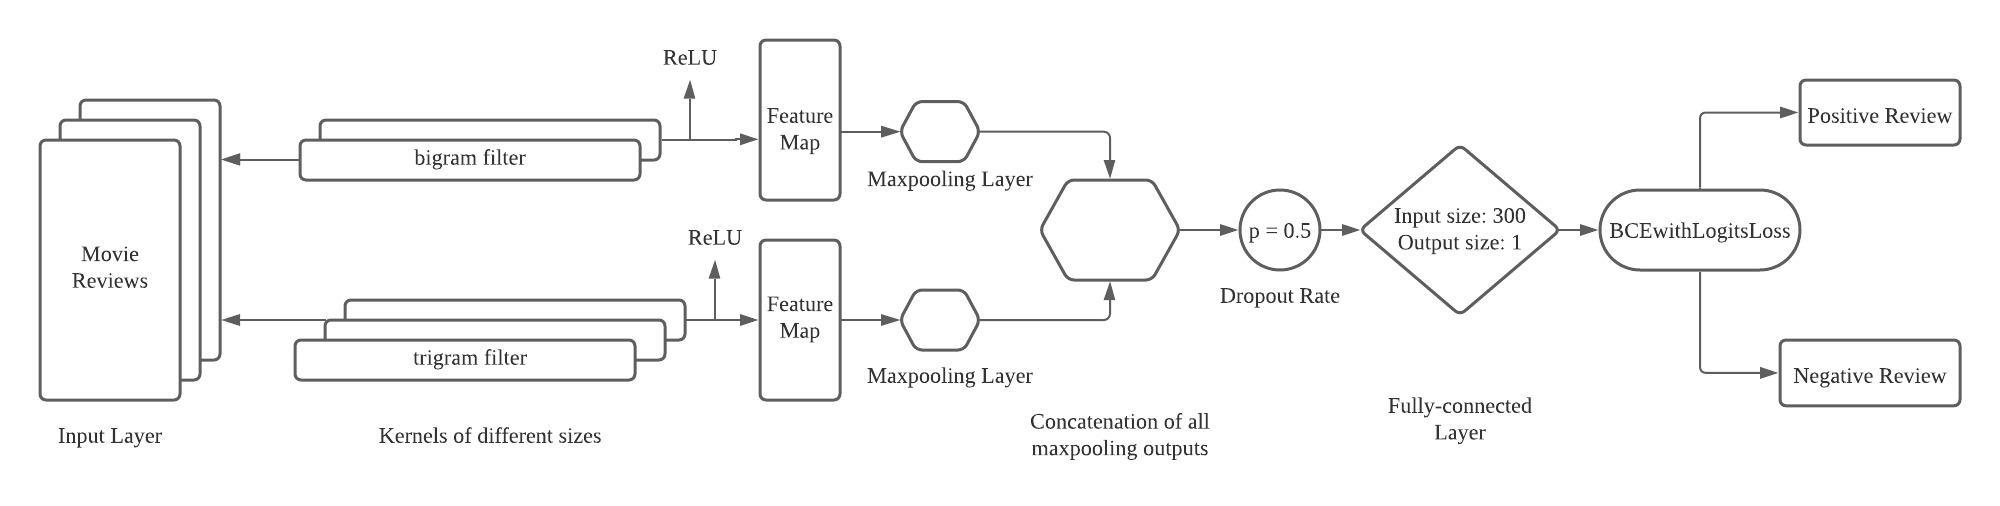 Movie
Reviews
Input Layer
bigram filter
trigram filter
Kernels of different sizes
ReLU
ReLU
Feature
Map
Feature
Map
Maxpooling Layer
Maxpooling Layer
Concatenation of all
maxpooling outputs
p = 0.5
Dropout Rate
Input size: 300
Output size: 1
Fully-connected
Layer
BCEwithLogitsLoss
Positive Review
Negative Review